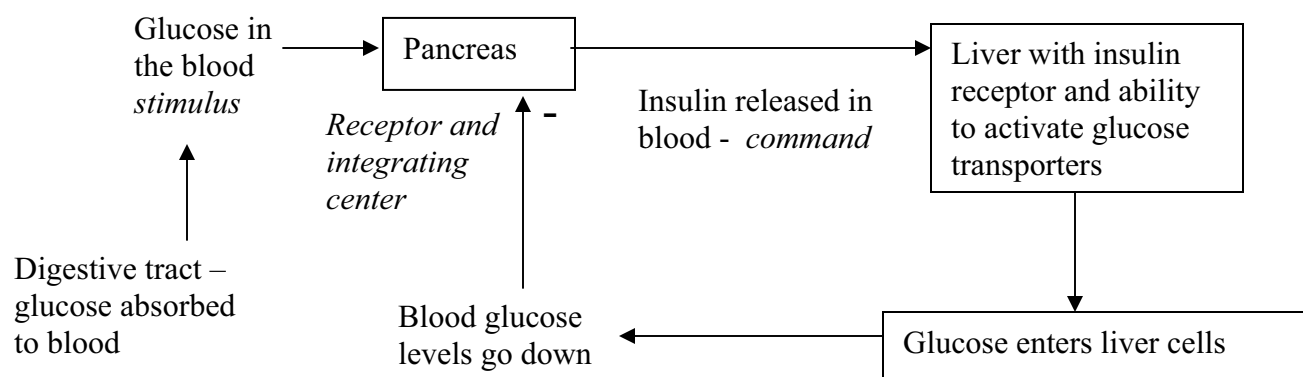 Glucose in
the blood
stimulus
Pancreas
Receptor and
integrating
center
-
Insulin released in
blood - command
Liver with insulin
receptor and ability
to activate glucose
transporters
Digestive tract –
glucose absorbed
to blood
Blood glucose
levels go down
Glucose enters liver cells